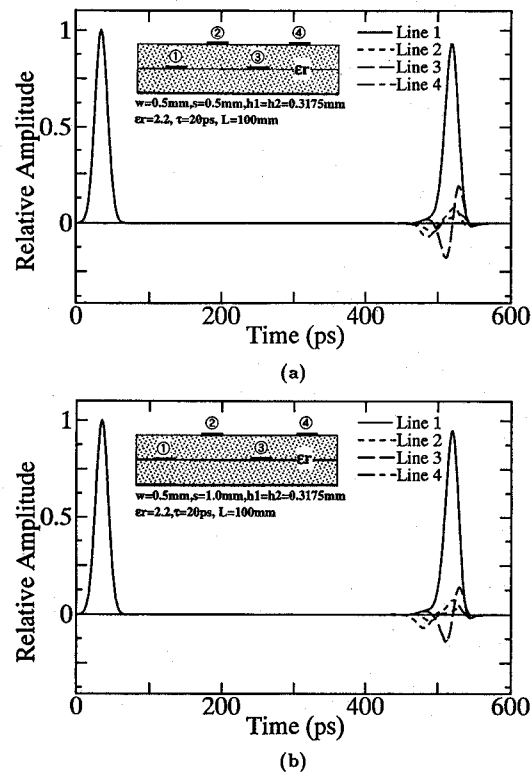 (a)
Relative Amplitude
1
0.5
0
0
200
400
600
Time (ps)
Line 1
Line 2
Line 3
Line 4
① ② ③ ④
εr
w=0.5mm,s=0.5mm,h1=h2=0.3175mm
εr=2.2, τ=20ps, L=100mm
(b)
Relative Amplitude
1
0.5
0
0
200
400
600
Time (ps)
Line 1
Line 2
Line 3
Line 4
① ② ③ ④
εr
w=0.5mm,s=1.0mm,h1=h2=0.3175mm
εr=2.2,τ=20ps, L=100mm